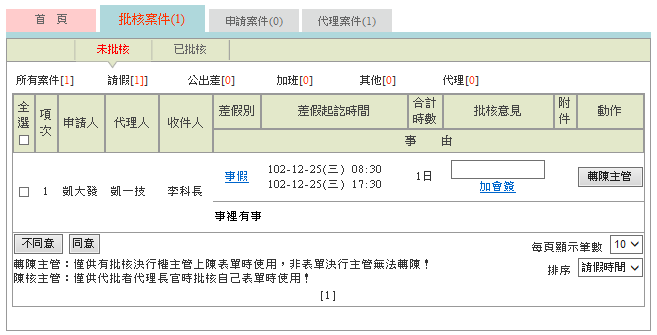 首　頁　批核案件(1)　申請案件(0)　代理案件(1)
未批核　已批核
所有案件[1]　請假[1]]　公出差[0]　加班[0]　其他[0]　代理[0]
全選　項次　申請人　代理人　收件人　差假別　差假起訖時間　合計時數　批核意見　附件　動作
事　由
1　凱大發　凱一技　李科長　事假　102-12-25(三) 08:30　1日　轉陳主管
102-12-25(三) 17:30　加會簽
事裡有事
不同意　同意　每頁顯示筆數　10
轉陳主管：僅供有批核決行權主管上陳表單時使用，非表單決行主管無法轉陳！
陳核主管：僅供代批者代理長官時批核自己表單時使用！　排序　請假時間
[1]